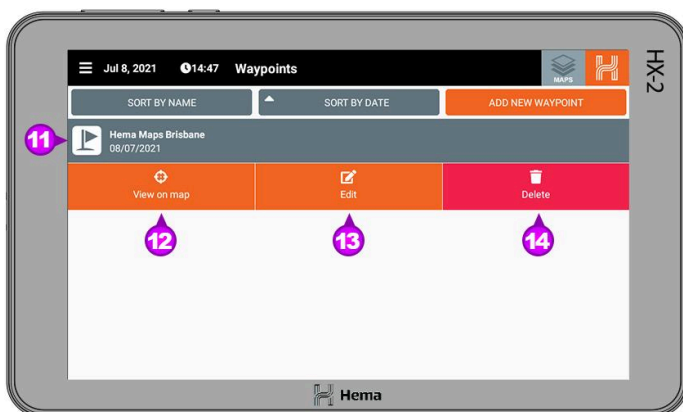 HX-2
Jul 8, 2021 14:47 Waypoints
MAPS
SORT BY NAME SORT BY DATE ADD NEW WAYPOINT
11
Hema Maps Brisbane
08/07/2021
View on map Edit Delete
12 13 14
Hema